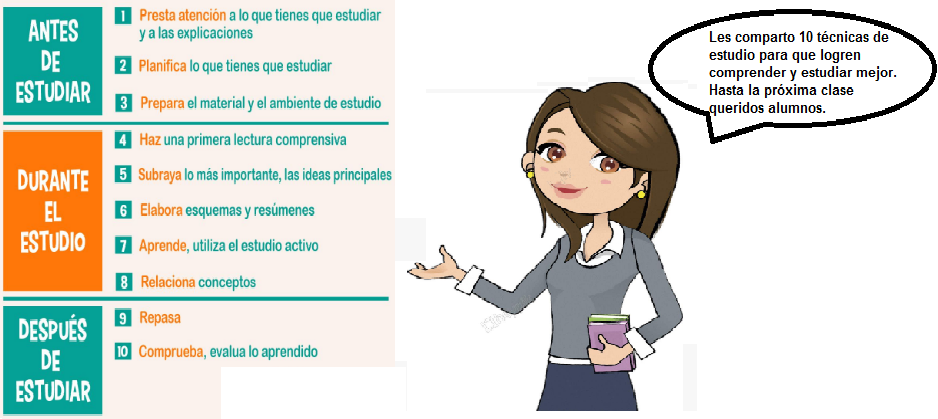 ANTES
DE
ESTUDIAR
1 Presta atención a lo que tienes que estudiar
y a las explicaciones
2 Planifica lo que tienes que estudiar
3 Prepara el material y el ambiente de estudio
DURANTE
EL
ESTUDIO
4 Haz una primera lectura comprensiva
5 Subraya lo más importante, las ideas principales
6 Elabora esquemas y resúmenes
7 Aprende, utiliza el estudio activo
8 Relaciona conceptos
DESPUÉS
DE
ESTUDIAR
9 Repasa
10 Comprueba, evalua lo aprendido
Les comparto 10 técnicas de
estudio para que logren
comprender y estudiar mejor.
Hasta la próxima clase
queridos alumnos.